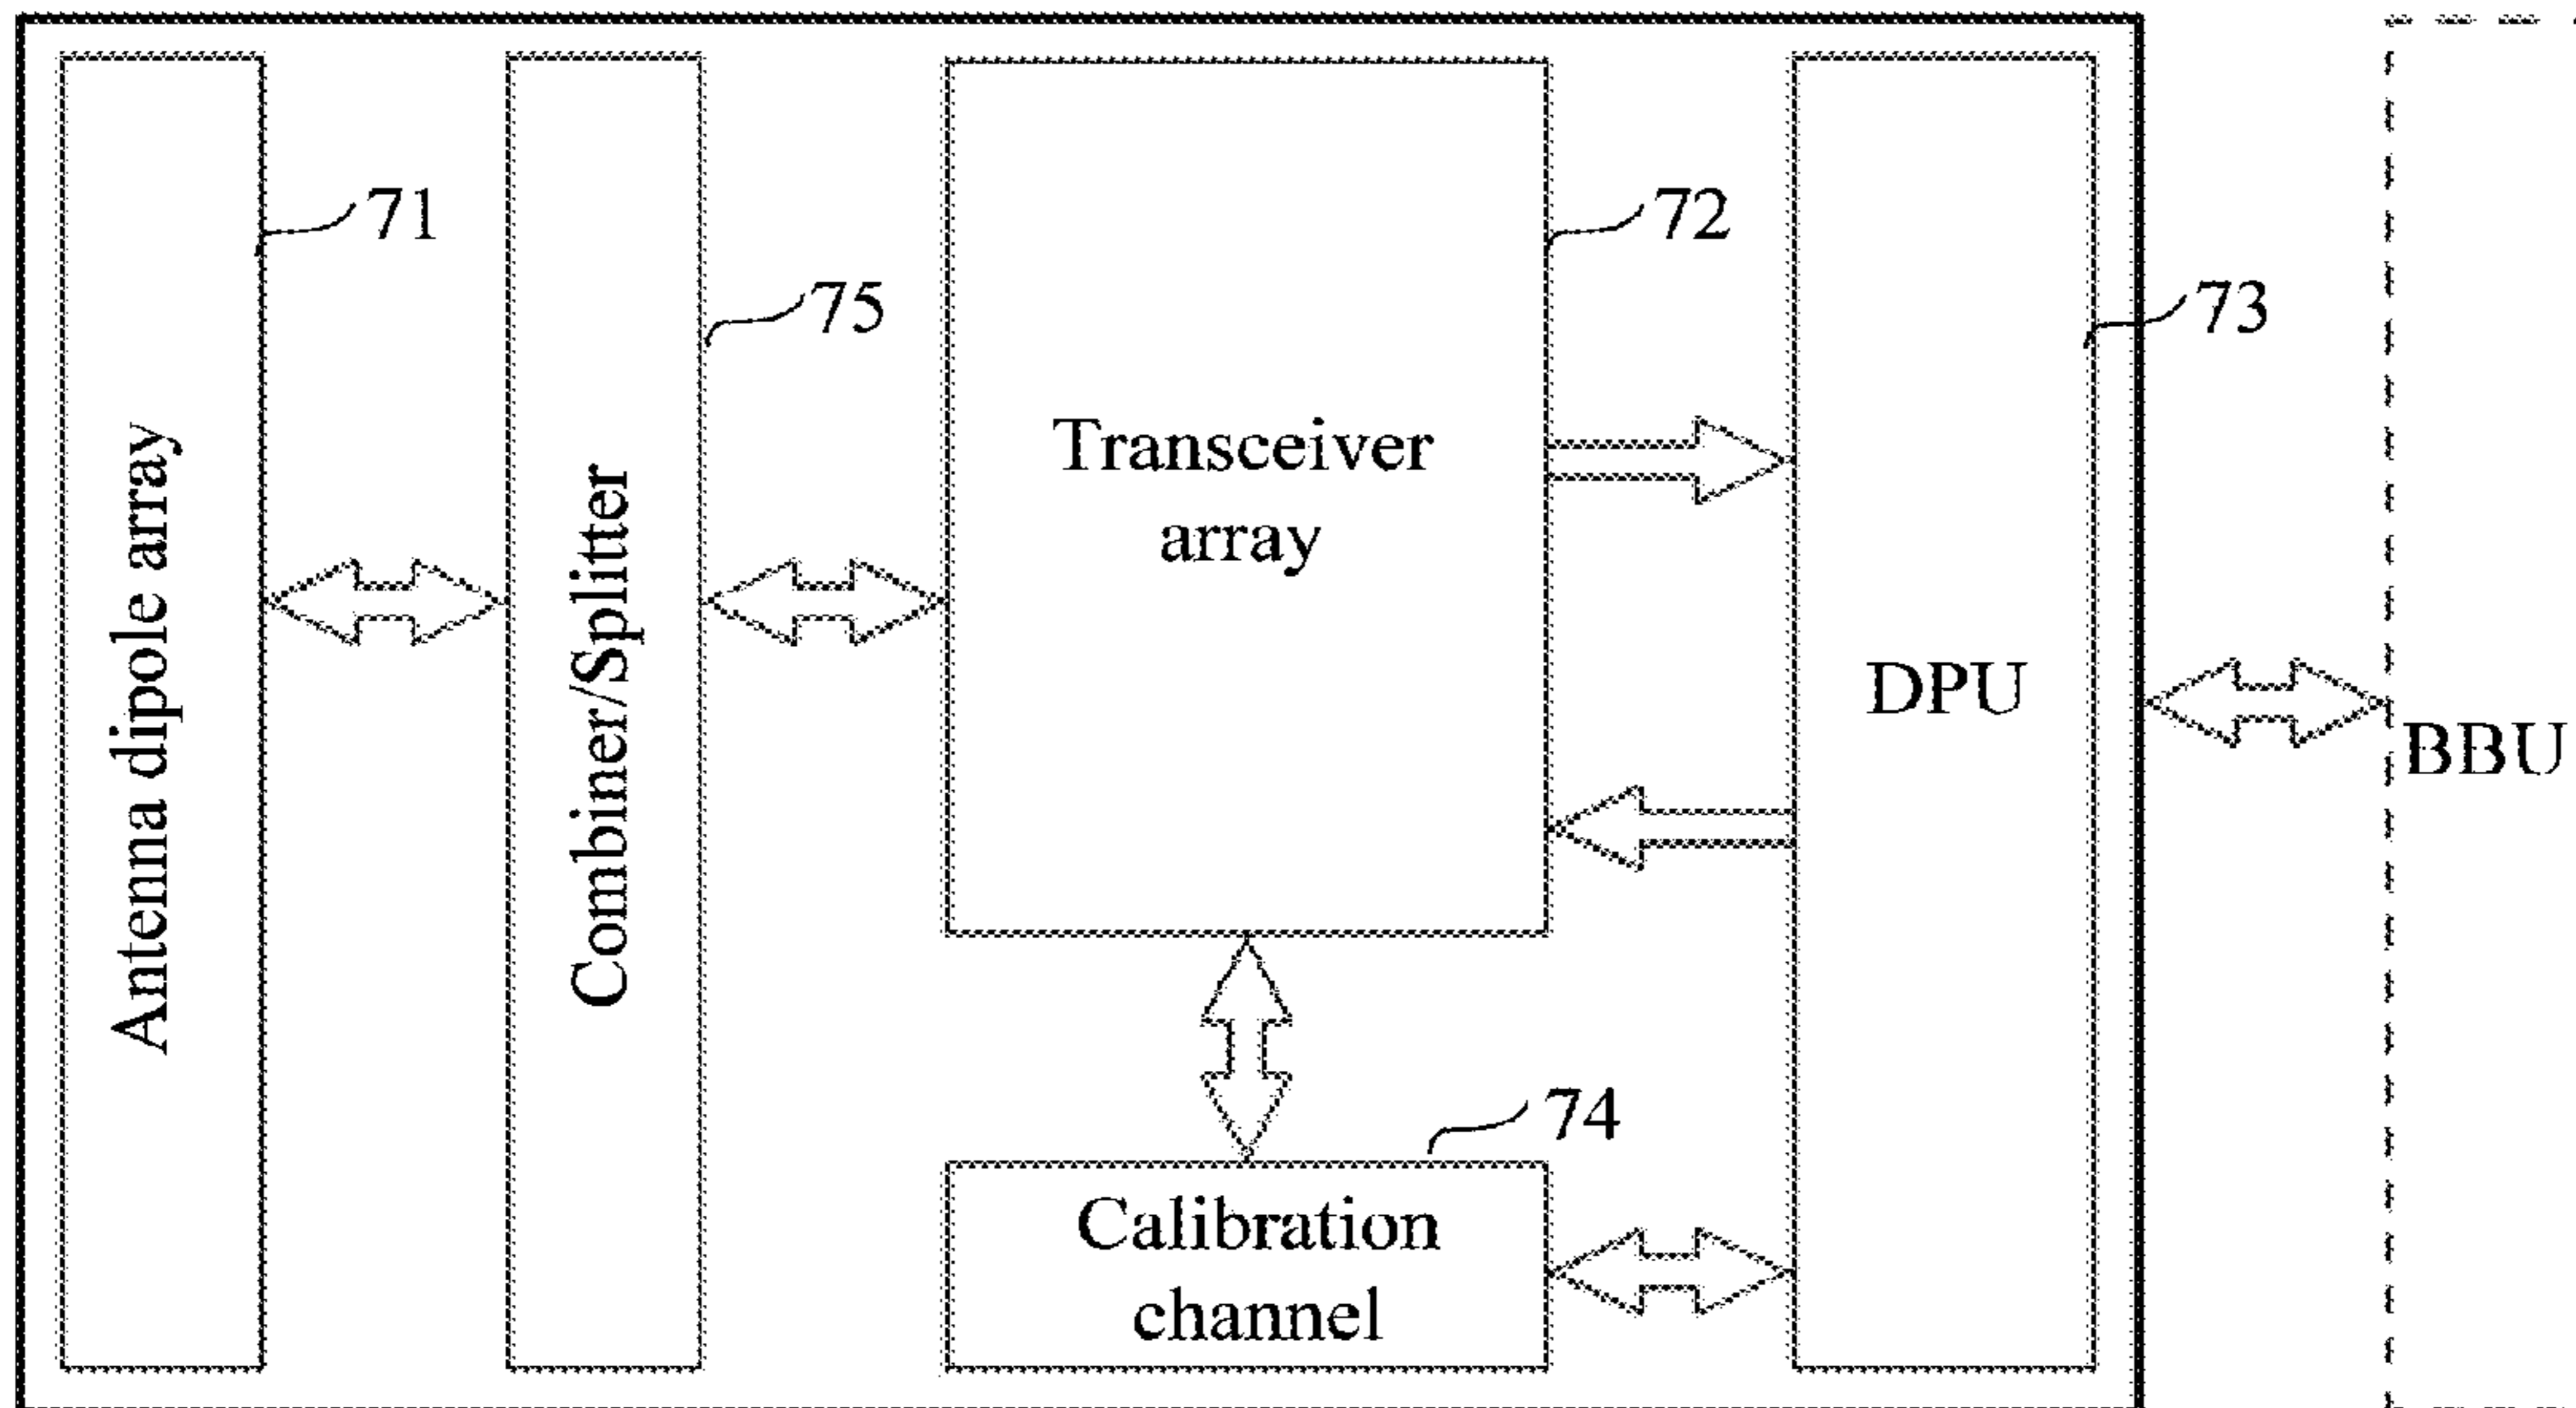 Antenna dipole array
71
Combiner/Splitter
75
Transceiver
array
72
DPU
73
Calibration
channel
74
BBU